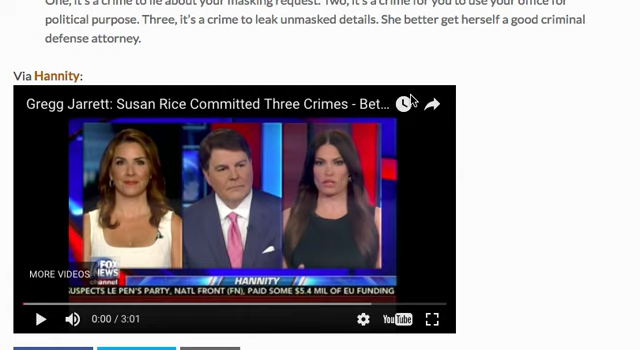 One, it's a crime to lie about your masking request. Two, it's a crime for you to use your office for
political purpose. Three, it's a crime to leak unmasked details. She better get herself a good criminal
defense attorney.
Via Hannity:
Gregg Jarrett: Susan Rice Committed Three Crimes - Bet...
MORE VIDEOS
FOX
NEWS
channel
HANNITY
SUSPECTS LE PEN'S PARTY, NATL FRONT (FN), PAID SOME $5.4 MIL OF EU FUNDING
0:00 / 3:01
YouTube